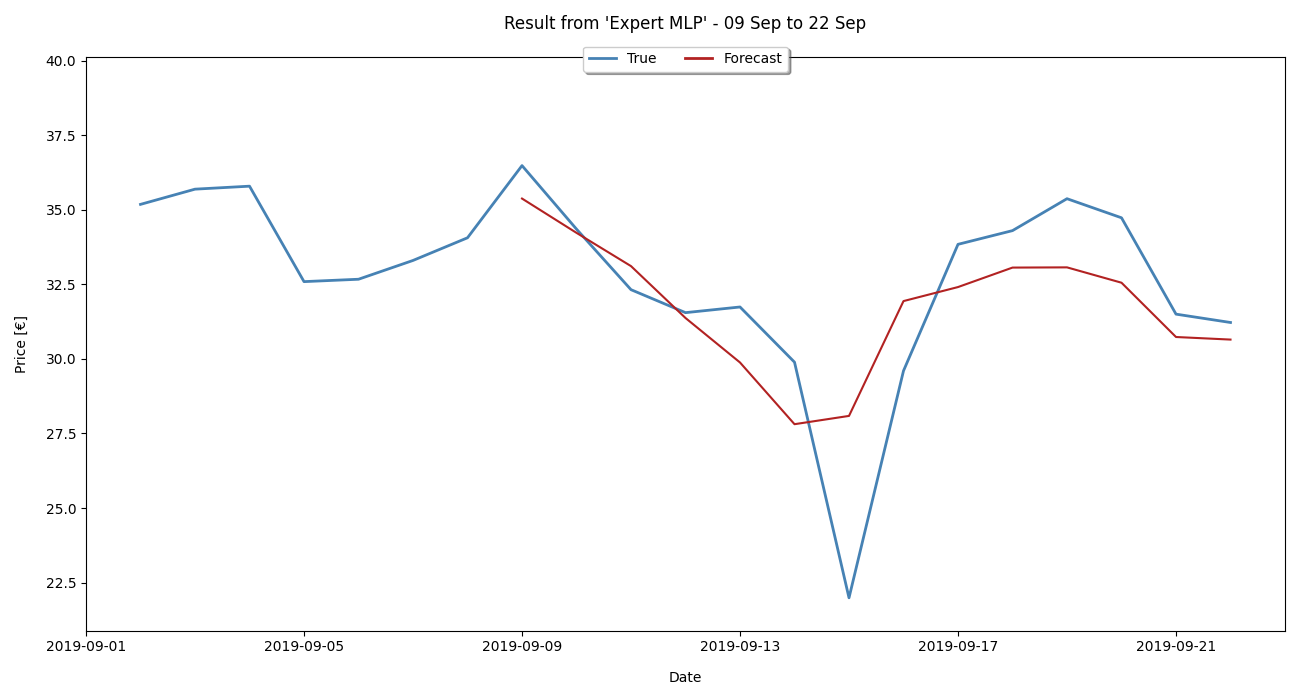 Result from 'Expert MLP' - 09 Sep to 22 Sep
True Forecast
40.0
37.5
35.0
32.5
30.0
27.5
25.0
22.5
Price [€]
2019-09-01 2019-09-05 2019-09-09 2019-09-13 2019-09-17 2019-09-21
Date